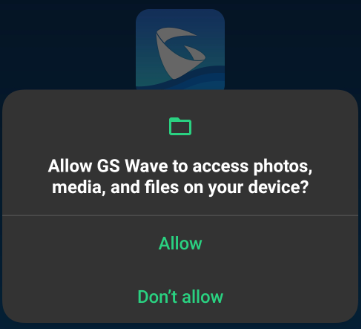 Allow GS Wave to access photos,
media, and files on your device?
Allow
Don’t allow